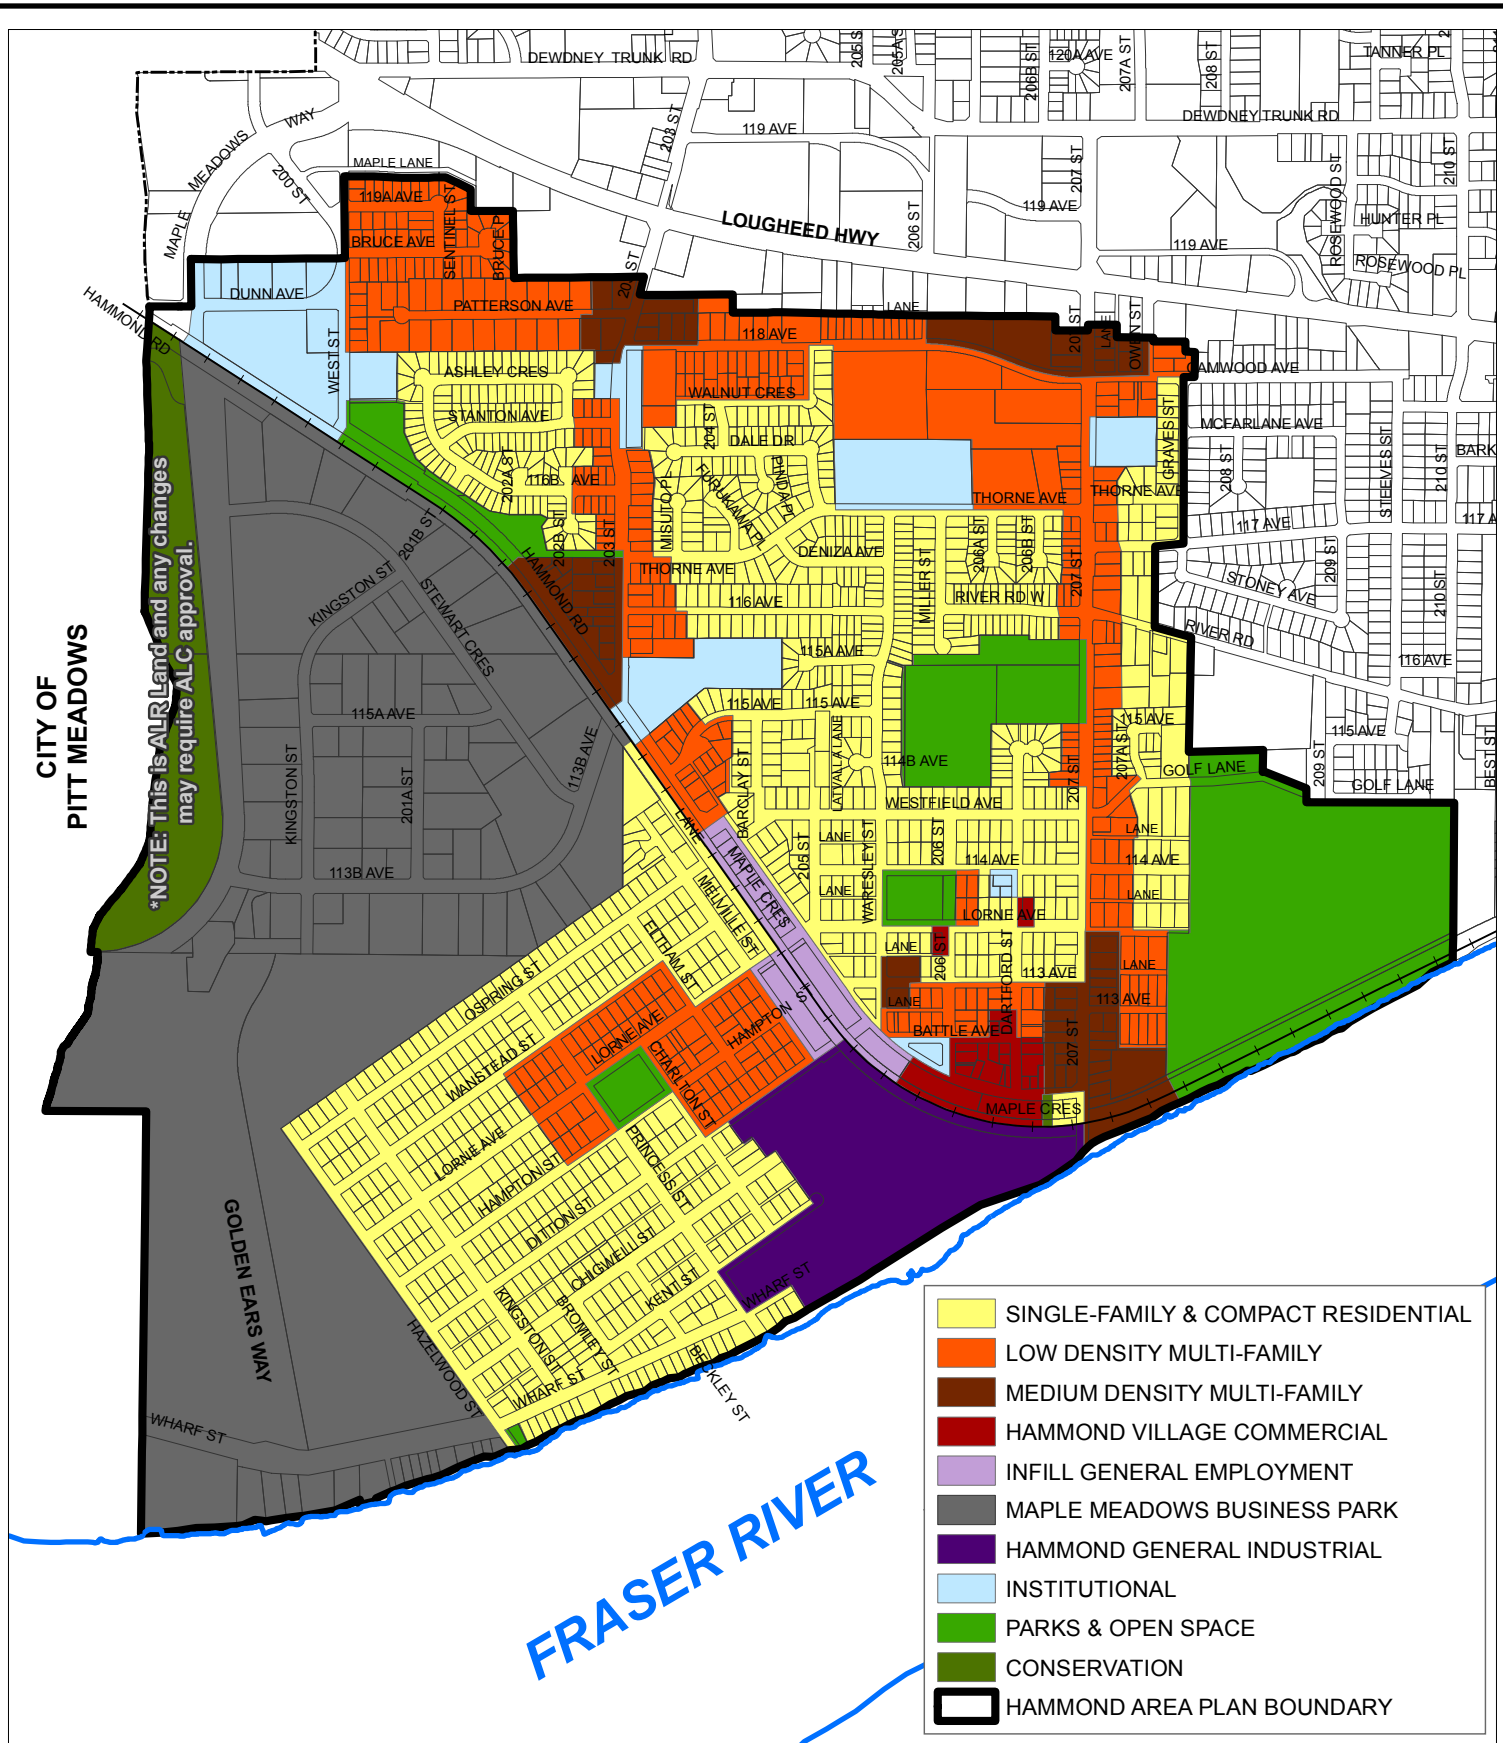 DEWDNEY TRUNK RD
205 S
205A S
206B ST
120A AVE
207A ST
208 ST
TANNER PL
DEWDNEY TRUNK RD
MAPLE MEADOWS WAY
200 ST
MAPLE LANE
203 ST
119 AVE
207 ST
ROSEWOOD ST
210 ST
119A AVE
SENTINEL ST
BRUCE AVE
BRUCE P
LOUGHEED HWY
206 ST
119 AVE
HUNTER PL
119 AVE
ROSEWOOD PL
HAMMOND RD
DUNN AVE
PATTERSON AVE
LANE
118 AVE
LANE
OWEN ST
WEST ST
ASHLEY CRES
WALNUT CRES
CAMWOOD AVE
STANTON AVE
204 ST
DALE DR
GRAVES ST
MCFARLANE AVE
STEEVES ST
210 ST
BARK
202A ST
116B AVE
FURUKAWA PL
PINDA PL
208 ST
MISUTO PL
THORNE AVE
THORNE AVE
117 AVE
117 A
202B ST
203 ST
201B ST
HAMMOND RD
DENIZA AVE
206A ST
206B ST
209 ST
KINGSTON ST
STEWART CRES
THORNE AVE
116 AVE
MILLER ST
RIVER RD W
207 ST
STONEY AVE
210 ST
RIVER RD
CITY OF
PITT MEADOWS
*NOTE: This is ALR Land and any changes
may require ALC approval.
115A AVE
116 AVE
115A AVE
115 AVE
115 AVE
115 AVE
115 AVE
KINGSTON ST
201A ST
113B AVE
BARCLAY ST
LATVALLA LANE
114B AVE
207A ST
GOLF LANE
209 ST
GOLF LANE
BEST ST
WESTFIELD AVE
207 ST
LANE
LANE
206 ST
LANE
113B AVE
MAPLE CRES
205 ST
WARESLEY ST
114 AVE
114 AVE
LANE
LANE
MELVILLE ST
LORNE AVE
ELTHAM ST
LANE
206 ST
DARTFORD ST
113 AVE
LANE
OSPRING ST
HAMPTON
S
LANE
113 AVE
BATTLE AVE
207 ST
LORNE AVE
WANSTEAD ST
CHARLTON ST
MAPLE CRES
LORNE AVE
HAMPTON ST
PRINCESS ST
DITTON ST
CHIGWELL ST
KENT ST
WHARF ST
GOLDEN EARS WAY
KINGSTON ST
BROMLEY ST
HAZELWOOD ST
WHARF ST
BECKLEY ST
WHARF ST
FRASER RIVER
SINGLE-FAMILY & COMPACT RESIDENTIAL
LOW DENSITY MULTI-FAMILY
MEDIUM DENSITY MULTI-FAMILY
HAMMOND VILLAGE COMMERCIAL
INFILL GENERAL EMPLOYMENT
MAPLE MEADOWS BUSINESS PARK
HAMMOND GENERAL INDUSTRIAL
INSTITUTIONAL
PARKS & OPEN SPACE
CONSERVATION
HAMMOND AREA PLAN BOUNDARY